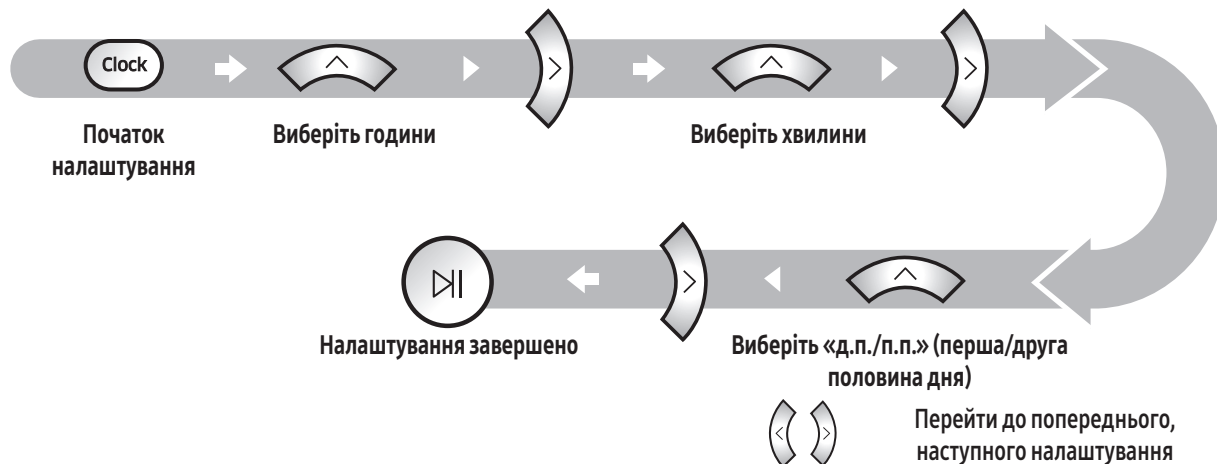 Clock
Початок
налаштування
Виберіть години
Виберіть хвилини
Налаштування завершено
Виберіть «д.п./п.п.» (перша/друга
половина дня)
Перейти до попереднього,
наступного налаштування